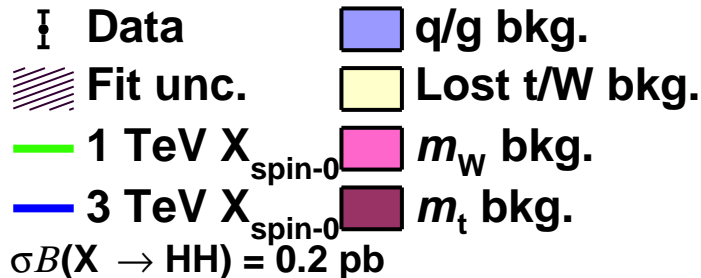 Data q/g bkg.
Fit unc. Lost t/W bkg.
1 TeV X_spin-0 m_W bkg.
3 TeV X_spin-0 m_t bkg.
σB(X → HH) = 0.2 pb